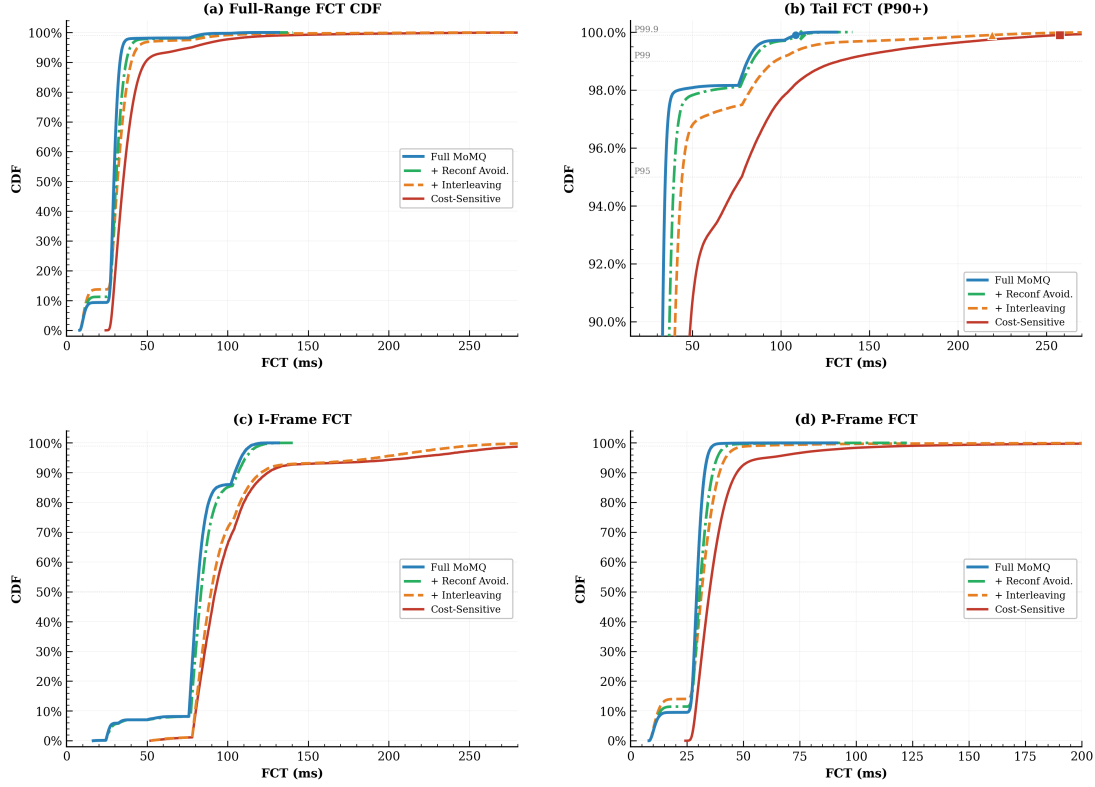 (a) Full-Range FCT CDF
100%
90%
80%
70%
60%
50%
40%
30%
20%
10%
0%
CDF
0
50
100
150
200
250
FCT (ms)
Full MoMQ
+ Reconf Avoid.
+ Interleaving
Cost-Sensitive
(b) Tail FCT (P90+)
100.0%
98.0%
96.0%
94.0%
92.0%
90.0%
CDF
P99.9
P99
P95
50
100
150
200
250
FCT (ms)
Full MoMQ
+ Reconf Avoid.
+ Interleaving
Cost-Sensitive
(c) I-Frame FCT
100%
90%
80%
70%
60%
50%
40%
30%
20%
10%
0%
CDF
0
50
100
150
200
250
FCT (ms)
Full MoMQ
+ Reconf Avoid.
+ Interleaving
Cost-Sensitive
(d) P-Frame FCT
100%
90%
80%
70%
60%
50%
40%
30%
20%
10%
0%
CDF
0
25
50
75
100
125
150
175
200
FCT (ms)
Full MoMQ
+ Reconf Avoid.
+ Interleaving
Cost-Sensitive